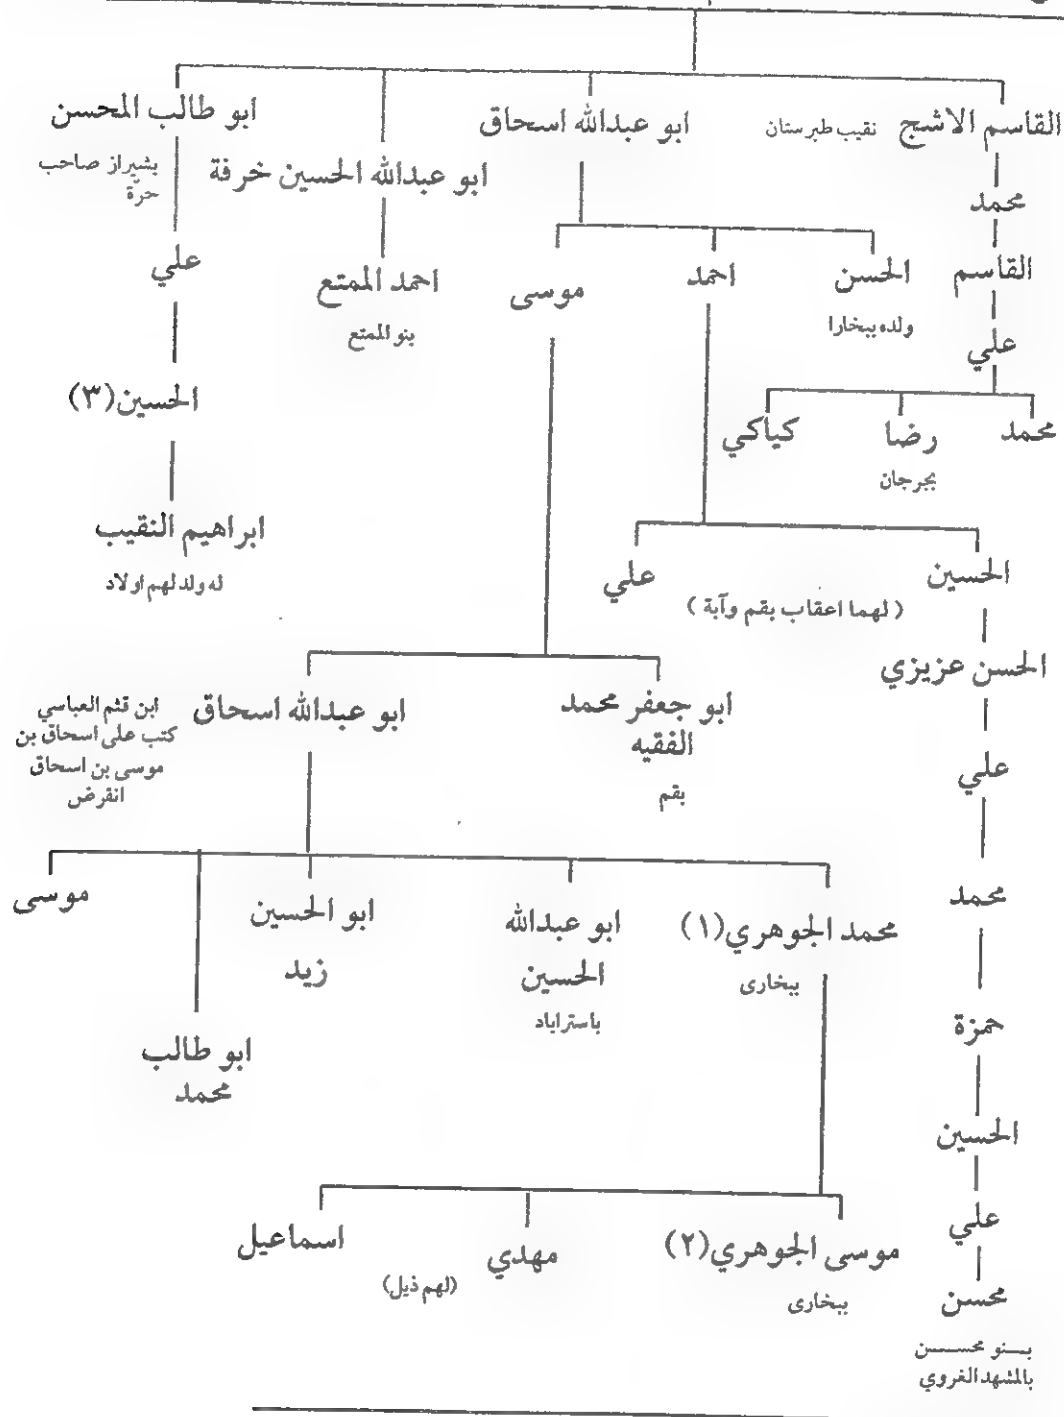 القاسم الاشج
نقيب طبرستان
ابو عبدالله اسحاق
ابو عبدالله الحسين خرفة
ابو طالب المحسن
بشيراز صاحب
حرّة
محمد
القاسم
علي
محمد
رضا
بجرجان
كياكي
الحسن
ولده ببخارا
احمد
موسى
احمد الممتع
بنو الممتع
علي
الحسين (٣)
ابراهيم النقيب
له ولد لهم اولاد
الحسين
علي
( لهما اعقاب بقم وآبة )
الحسن عزيزي
علي
محمد
حمزة
الحسين
علي
محسن
بنو محسن
بالمشهد الغروي
ابو جعفر محمد
الفقيه
بقم
ابو عبدالله اسحاق
ابن قثم العباسي
كتب على اسحاق بن
موسى بن اسحاق
انقرض
محمد الجوهري (١)
ببخارى
ابو عبدالله
الحسين
باستراباد
ابو الحسين
زيد
ابو طالب
محمد
موسى
موسى الجوهري (٢)
ببخارى
مهدي
(لهم ذيل)
اسماعيل